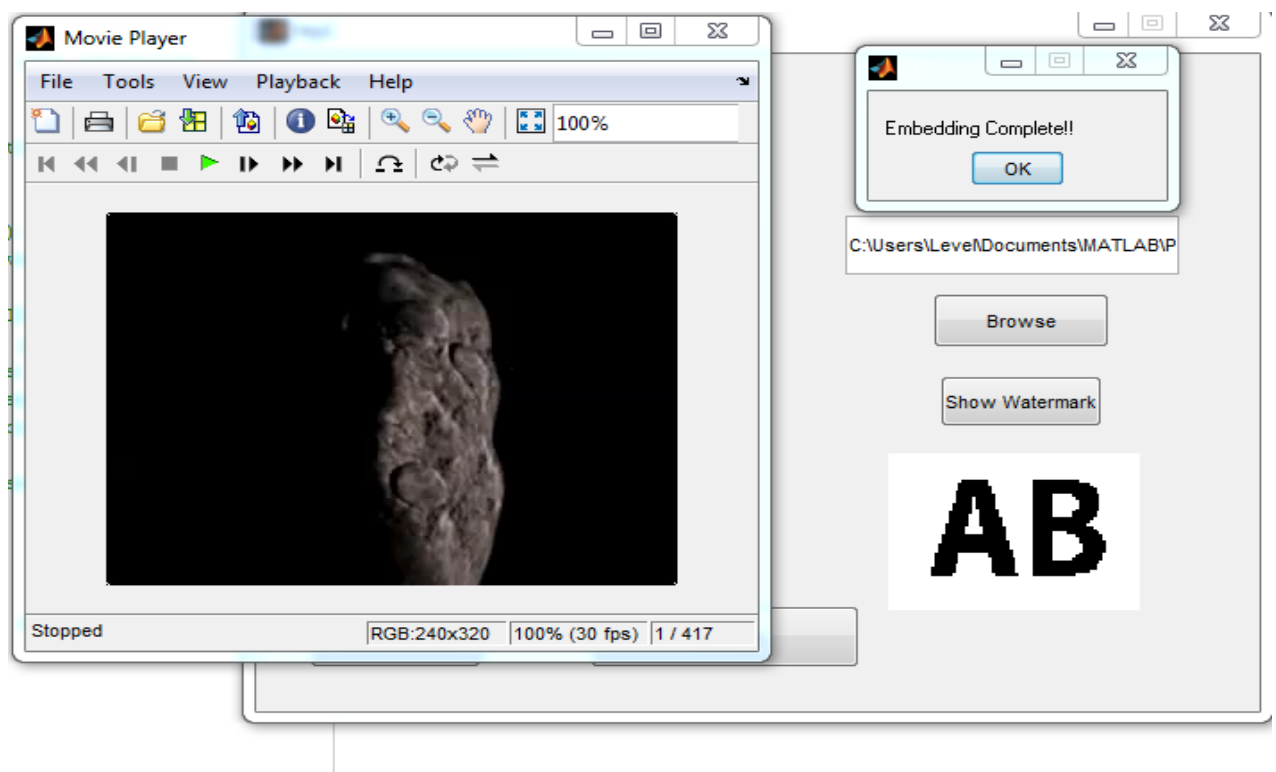 Movie Player
File Tools View Playback Help
100%
Stopped
RGB:240x320 100% (30 fps) 1 / 417
Embedding Complete!!
OK
C:\Users\Level\Documents\MATLAB\P
Browse
Show Watermark
AB